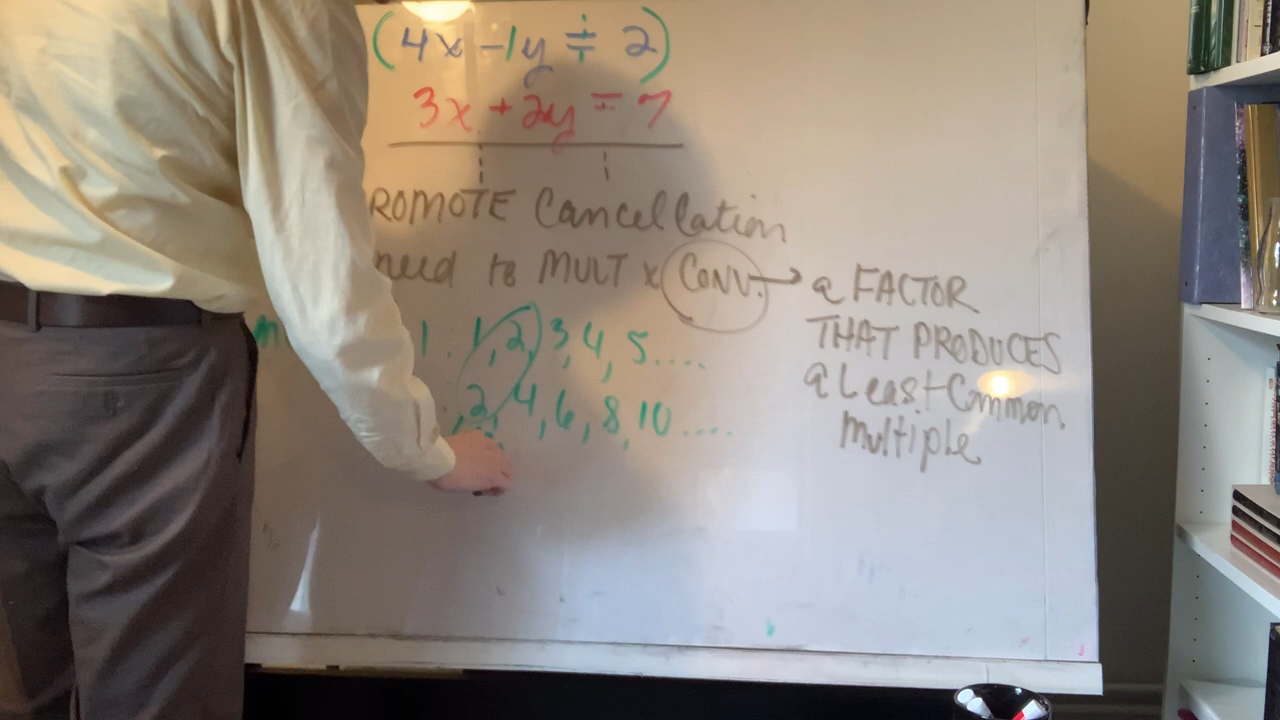 (4x -1y = 2)
3x + 2y = 7
ROMOTE Cancellation
need to MULT x CONV. → a FACTOR
THAT PRODUCES
a Least Common
Multiple
1. 1, 2, 3, 4, 5....
, 2, 4, 6, 8, 10....